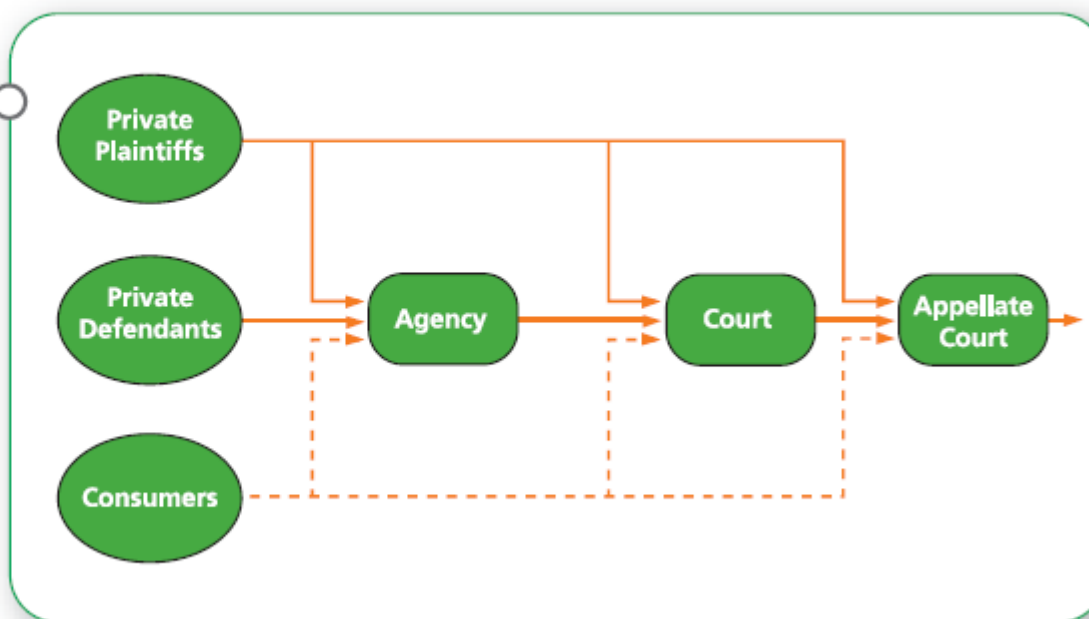 Private
Plaintiffs
Private
Defendants
Agency
Court
Appellate
Court
Consumers